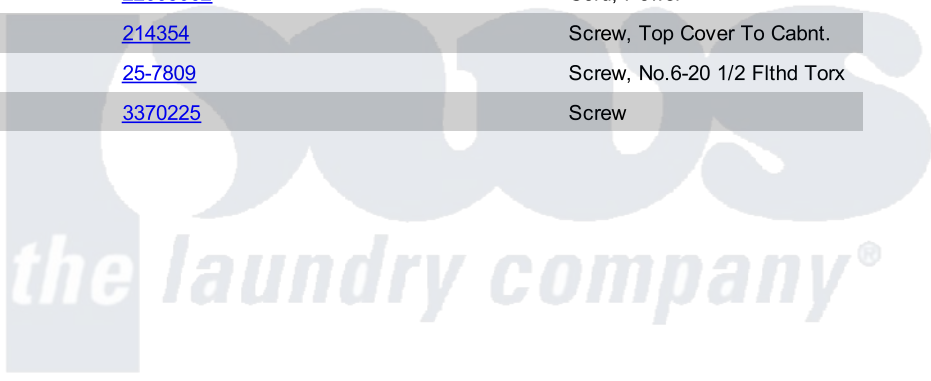 214354 Screw, Top Cover To Cabnt.
25-7809 Screw, No.6-20 1/2 Flthd Torx
3370225 Screw
pws
the laundry company®